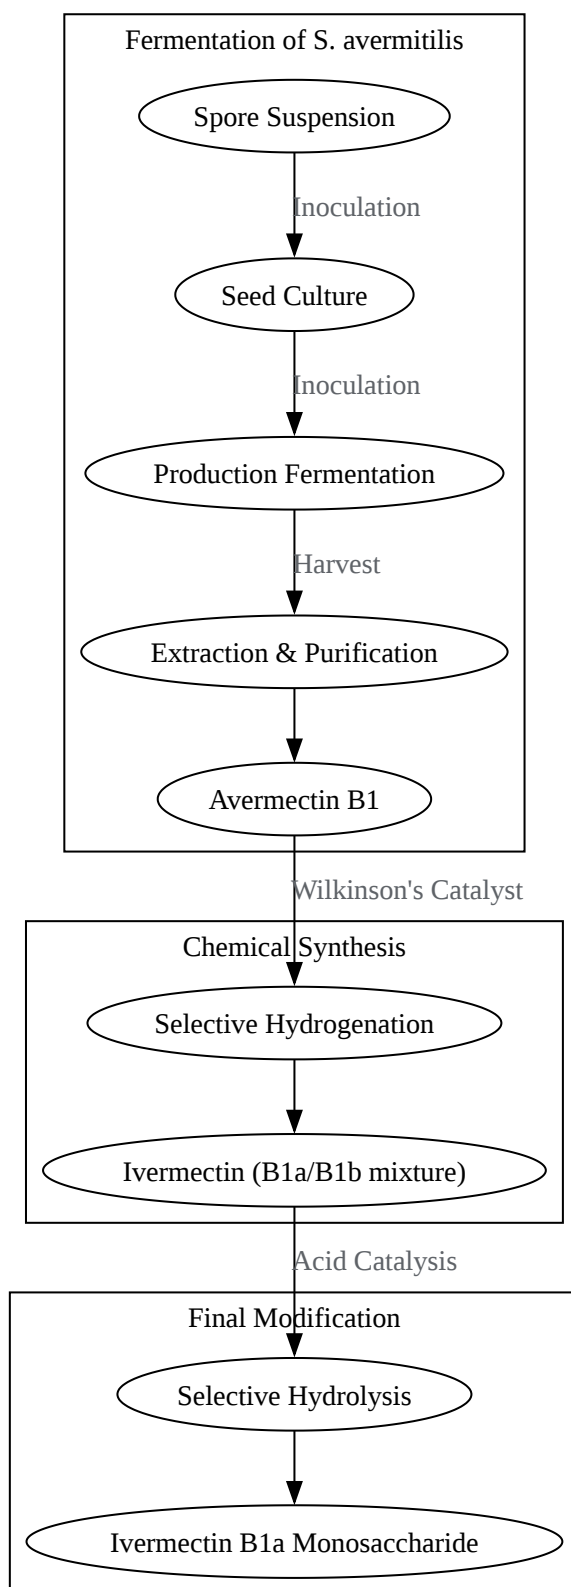 Fermentation of S. avermitilis
Spore Suspension
Inoculation
Seed Culture
Inoculation
Production Fermentation
Harvest
Extraction & Purification
Avermectin B1
Wilkinson's Catalyst
Chemical Synthesis
Selective Hydrogenation
Ivermectin (B1a/B1b mixture)
Acid Catalysis
Final Modification
Selective Hydrolysis
Ivermectin B1a Monosaccharide